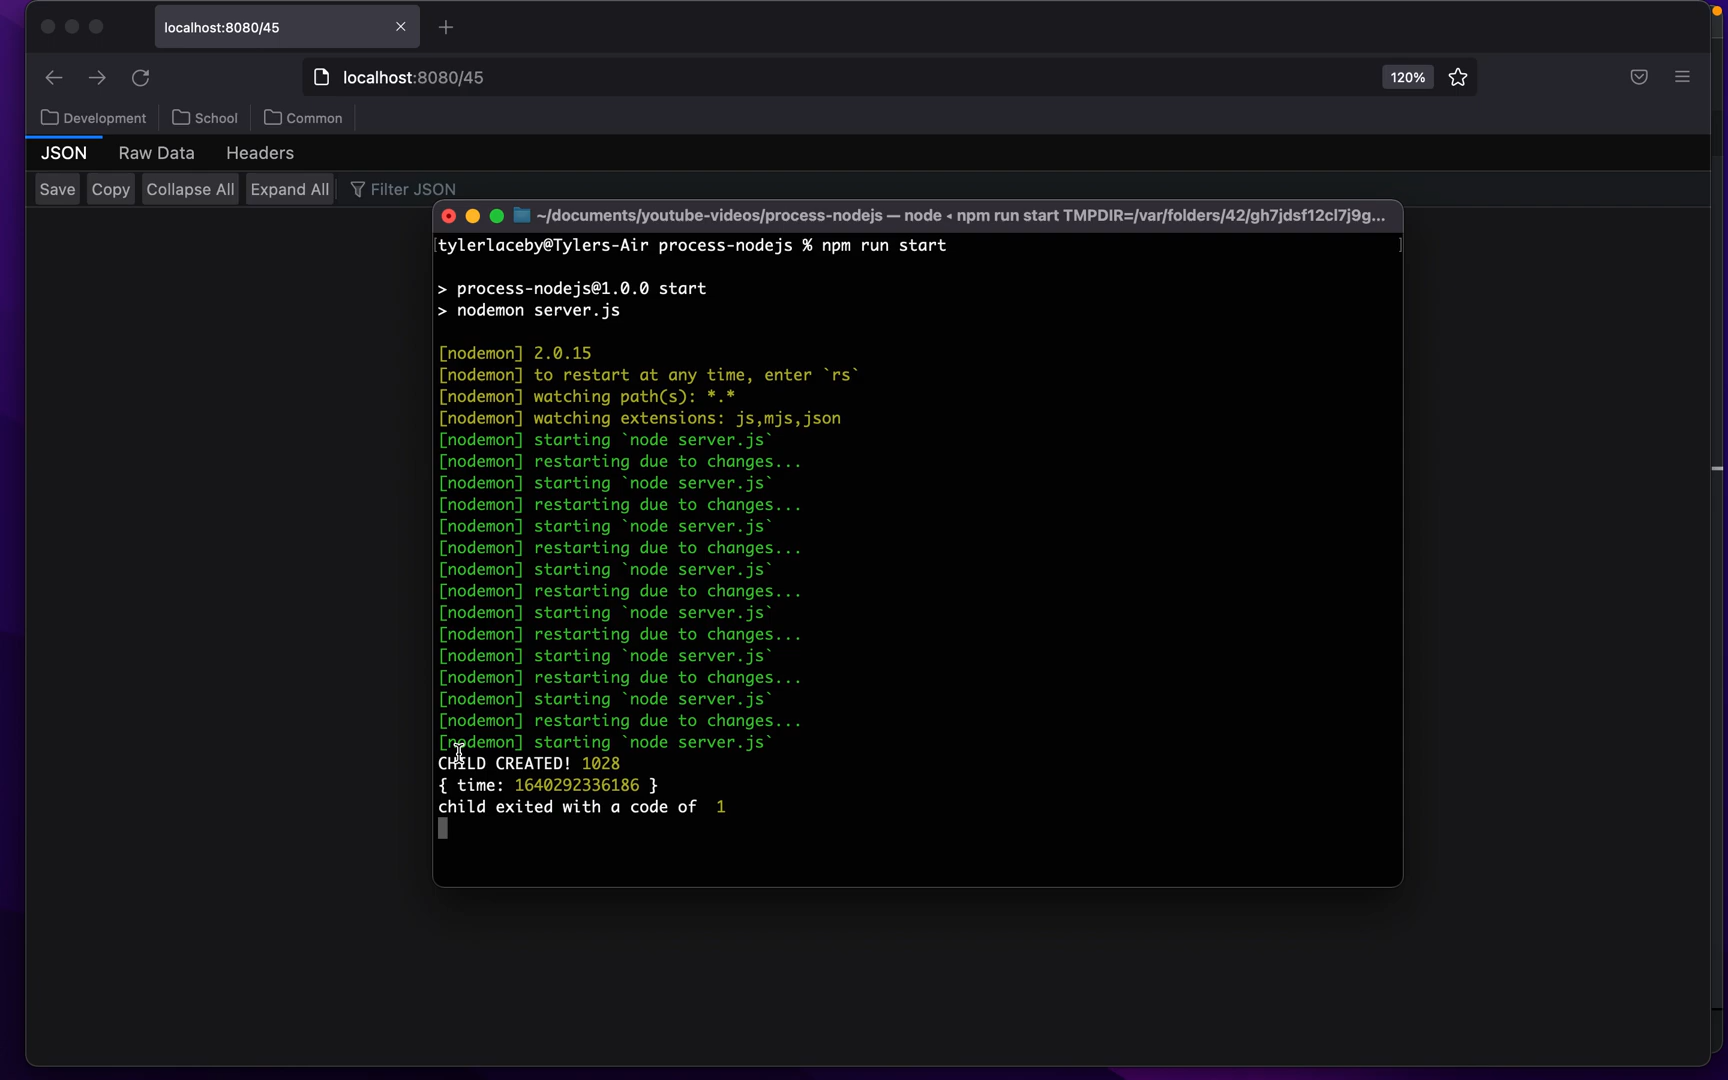 localhost:8080/45
localhost:8080/45
120%
Development
School
Common
JSON
Raw Data
Headers
Save
Copy
Collapse All
Expand All
Filter JSON
~/documents/youtube-videos/process-nodejs — node ◂ npm run start TMPDIR=/var/folders/42/gh7jdsf12cl7j9g...
[tylerlaceby@Tylers-Air process-nodejs % npm run start ]
> process-nodejs@1.0.0 start
> nodemon server.js
[nodemon] 2.0.15
[nodemon] to restart at any time, enter `rs`
[nodemon] watching path(s): *.*
[nodemon] watching extensions: js,mjs,json
[nodemon] starting `node server.js`
[nodemon] restarting due to changes...
[nodemon] starting `node server.js`
[nodemon] restarting due to changes...
[nodemon] starting `node server.js`
[nodemon] restarting due to changes...
[nodemon] starting `node server.js`
[nodemon] restarting due to changes...
[nodemon] starting `node server.js`
[nodemon] restarting due to changes...
[nodemon] starting `node server.js`
[nodemon] restarting due to changes...
[nodemon] starting `node server.js`
[nodemon] restarting due to changes...
[nodemon] starting `node server.js`
CHILD CREATED! 1028
{ time: 1640292336186 }
child exited with a code of  1